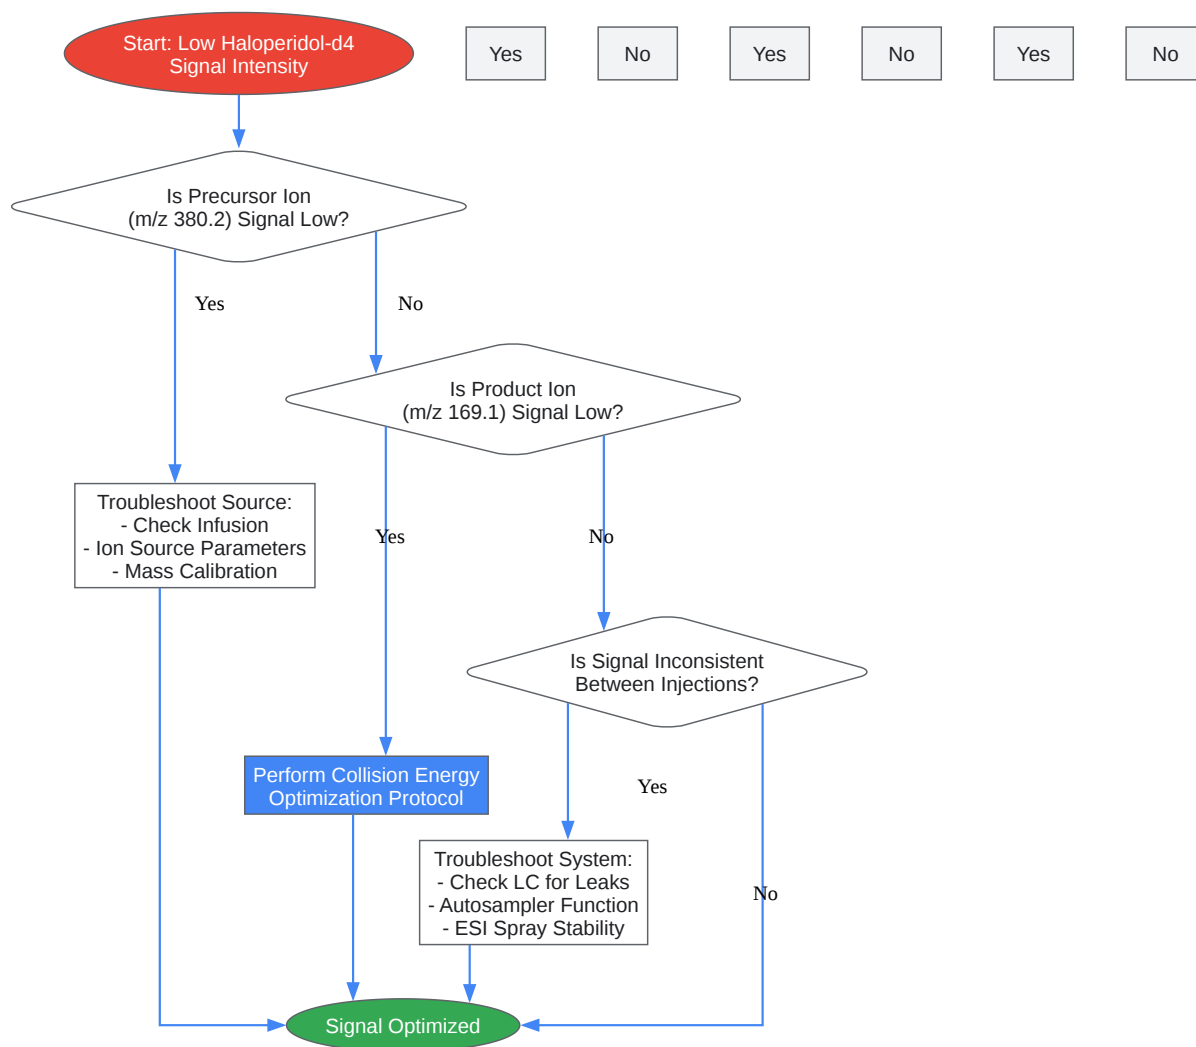 Start: Low Haloperidol-d4
Signal Intensity
Yes
No
Yes
No
Yes
No
Is Precursor Ion
(m/z 380.2) Signal Low?
Yes
No
Is Product Ion
(m/z 169.1) Signal Low?
Troubleshoot Source:
- Check Infusion
- Ion Source Parameters
- Mass Calibration
Yes
No
Is Signal Inconsistent
Between Injections?
Perform Collision Energy
Optimization Protocol
Yes
Troubleshoot System:
- Check LC for Leaks
- Autosampler Function
- ESI Spray Stability
No
Signal Optimized